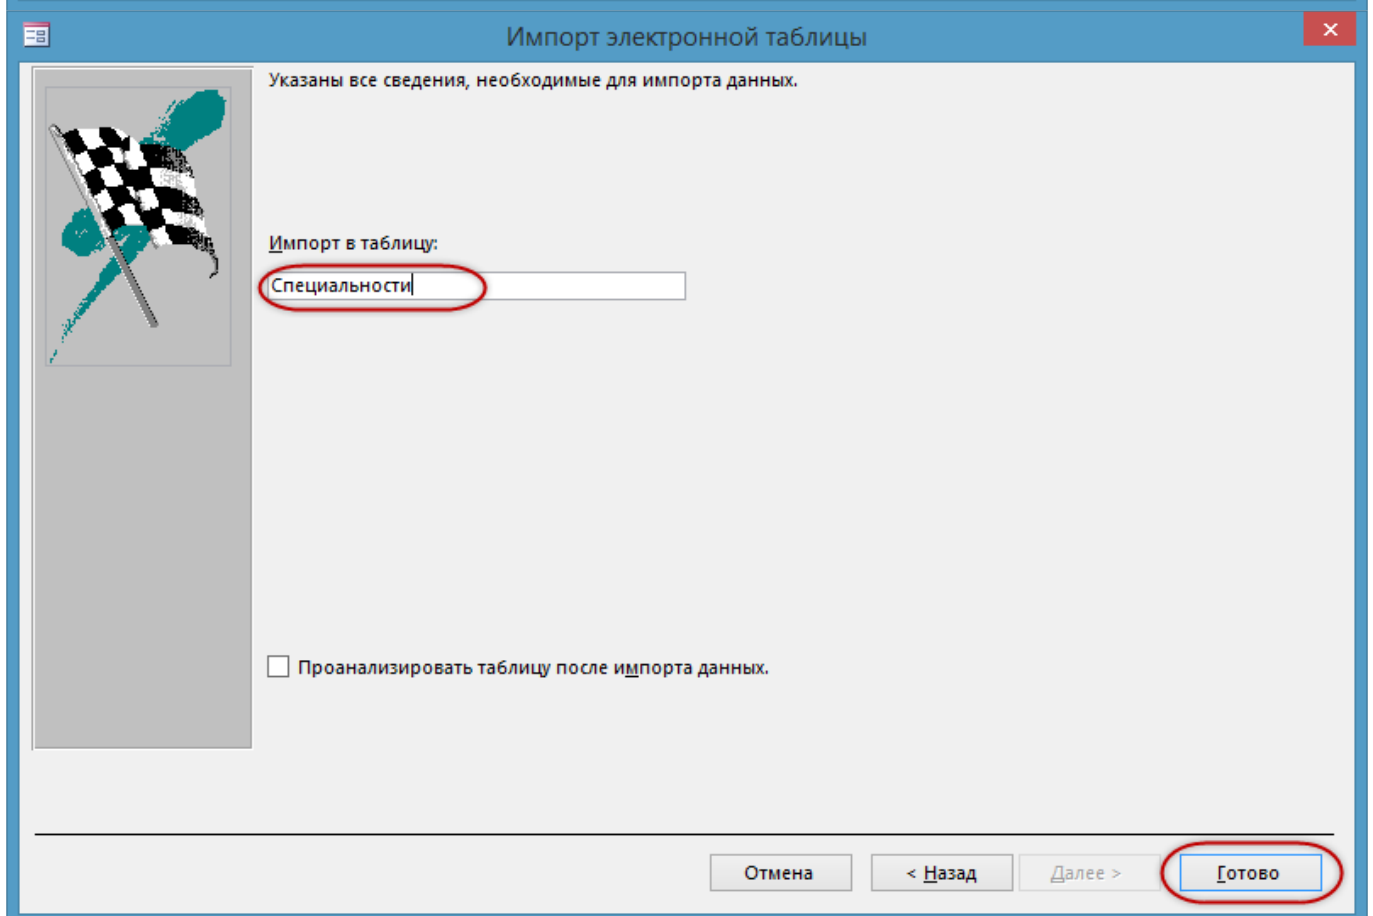 Импорт электронной таблицы
Указаны все сведения, необходимые для импорта данных.
Импорт в таблицу:
Специальности
Проанализировать таблицу после импорта данных.
Отмена
< Назад
Далее >
Готово